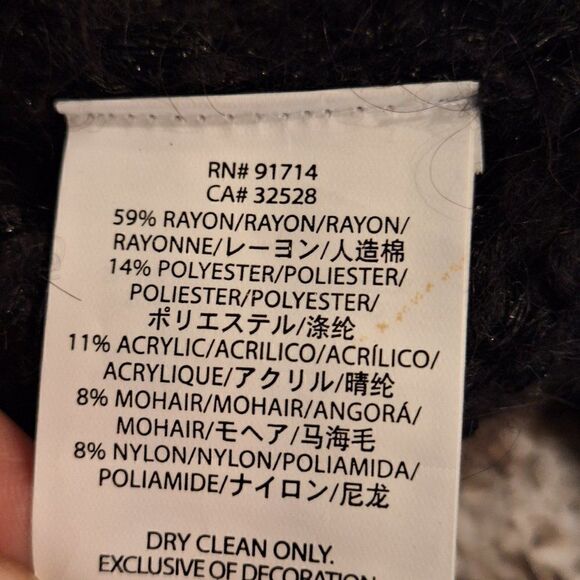 RN# 91714
CA# 32528
59% RAYON/RAYON/RAYON/
RAYONNE/レーヨン/人造棉
14% POLYESTER/POLIESTER/
POLIESTER/POLYESTER/
ポリエステル/涤纶
11% ACRYLIC/ACRILICO/ACRÍLICO/
ACRYLIQUE/アクリル/晴纶
8% MOHAIR/MOHAIR/ANGORÁ/
MOHAIR/モヘア/马海毛
8% NYLON/NYLON/POLIAMIDA/
POLIAMIDE/ナイロン/尼龙
DRY CLEAN ONLY.
EXCLUSIVE OF DECORATION